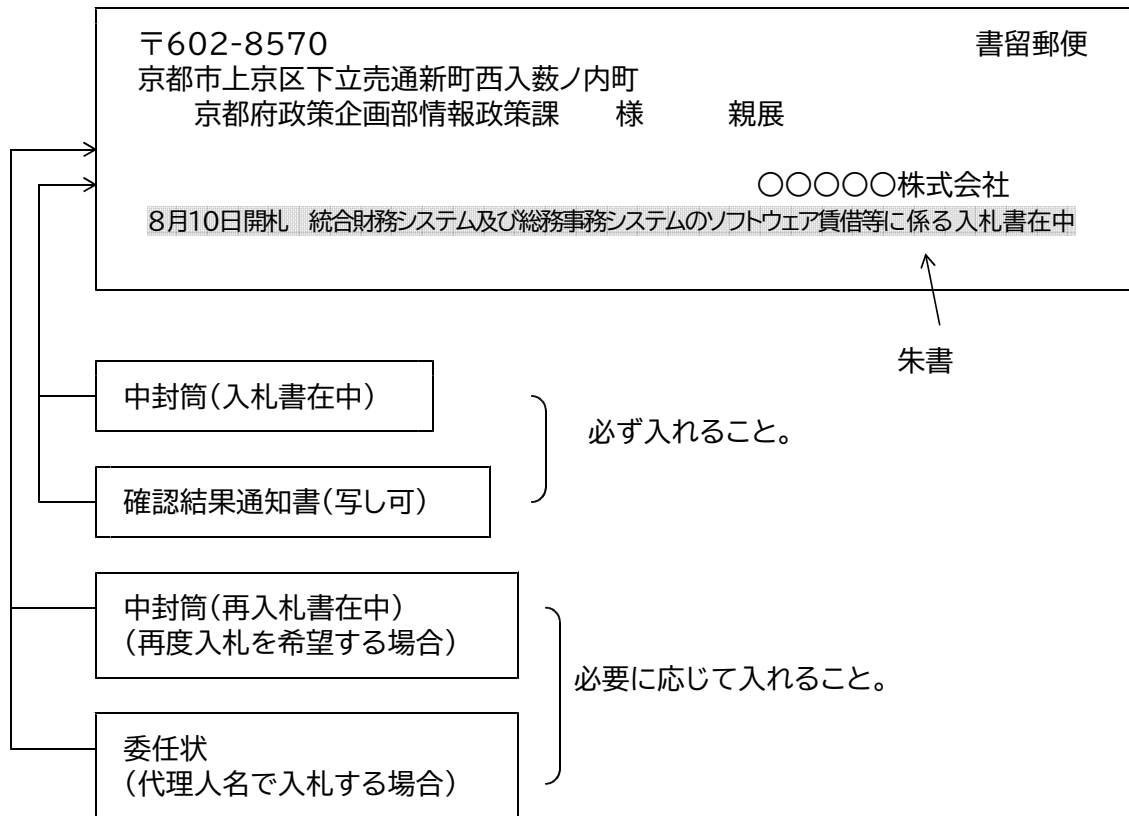 〒602-8570 書留郵便
京都市上京区下立売通新町西入薮ノ内町
京都府政策企画部情報政策課 様 親展
○○○○○株式会社
8月10日開札 統合財務システム及び総務事務システムのソフトウェア賃借等に係る入札書在中
朱書
中封筒(入札書在中)
必ず入れること。
確認結果通知書(写し可)
中封筒(再入札書在中)
(再度入札を希望する場合)
必要に応じて入れること。
委任状
(代理人名で入札する場合)